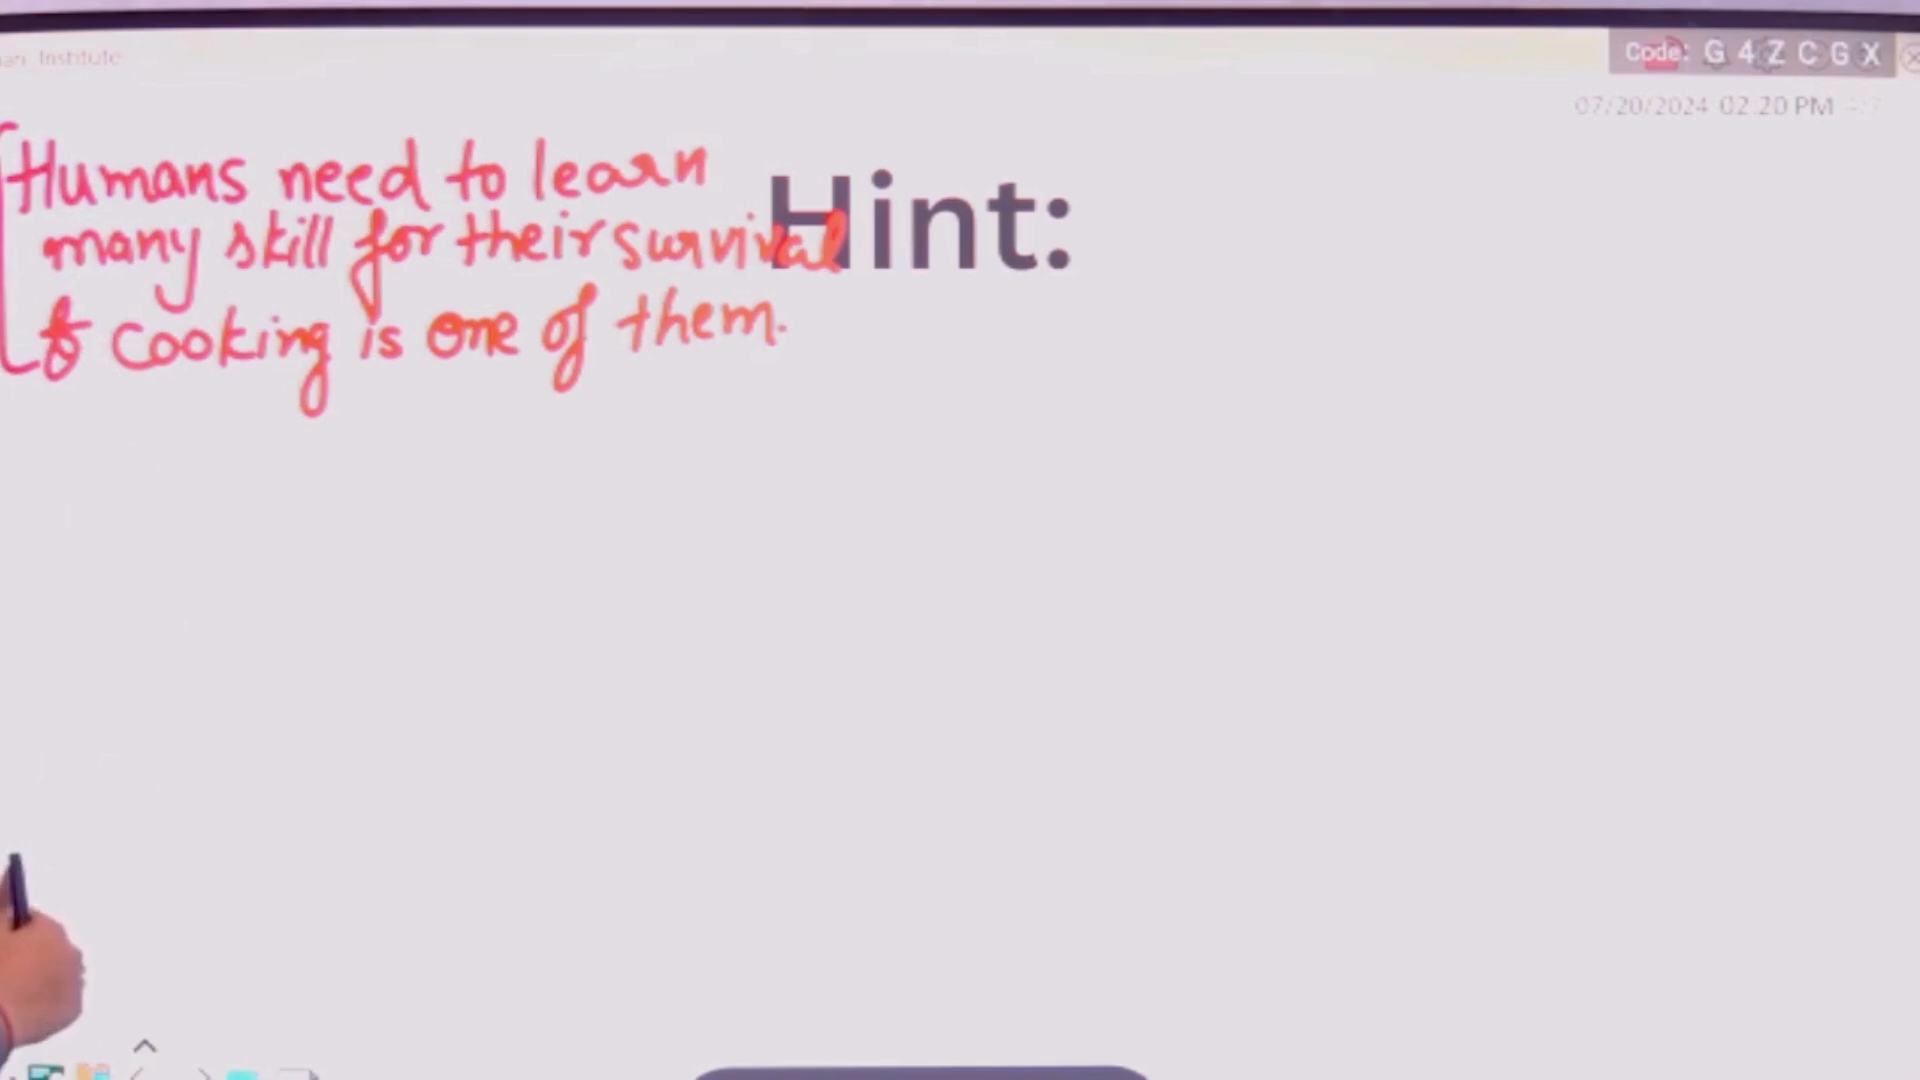 Institute
Code: G 4 Z C G X
07/20/2024 02:20 PM
Hint:
Humans need to learn
many skill for their survival
& cooking is one of them.